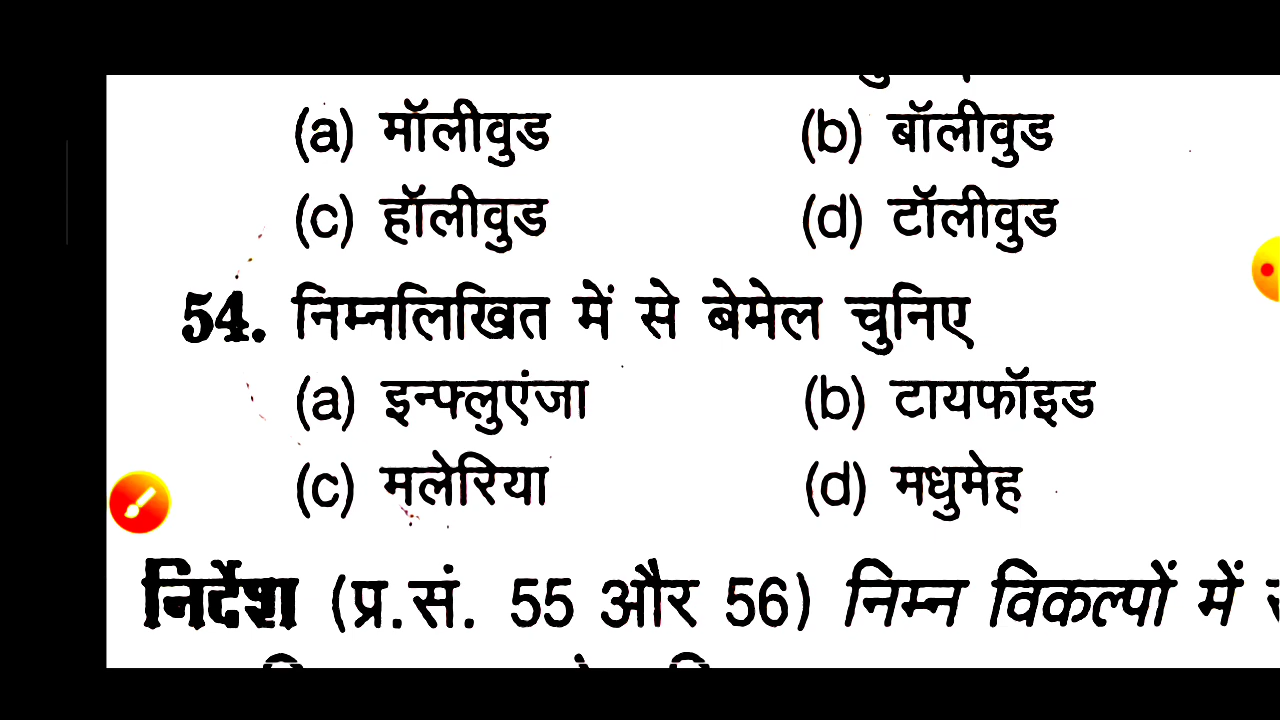 (a) मॉलीवुड (b) बॉलीवुड
(c) हॉलीवुड (d) टॉलीवुड
54. निम्नलिखित में से बेमेल चुनिए
(a) इन्फ्लुएंजा (b) टायफॉइड
(c) मलेरिया (d) मधुमेह
निर्देश (प्र.सं. 55 और 56) निम्न विकल्पों में